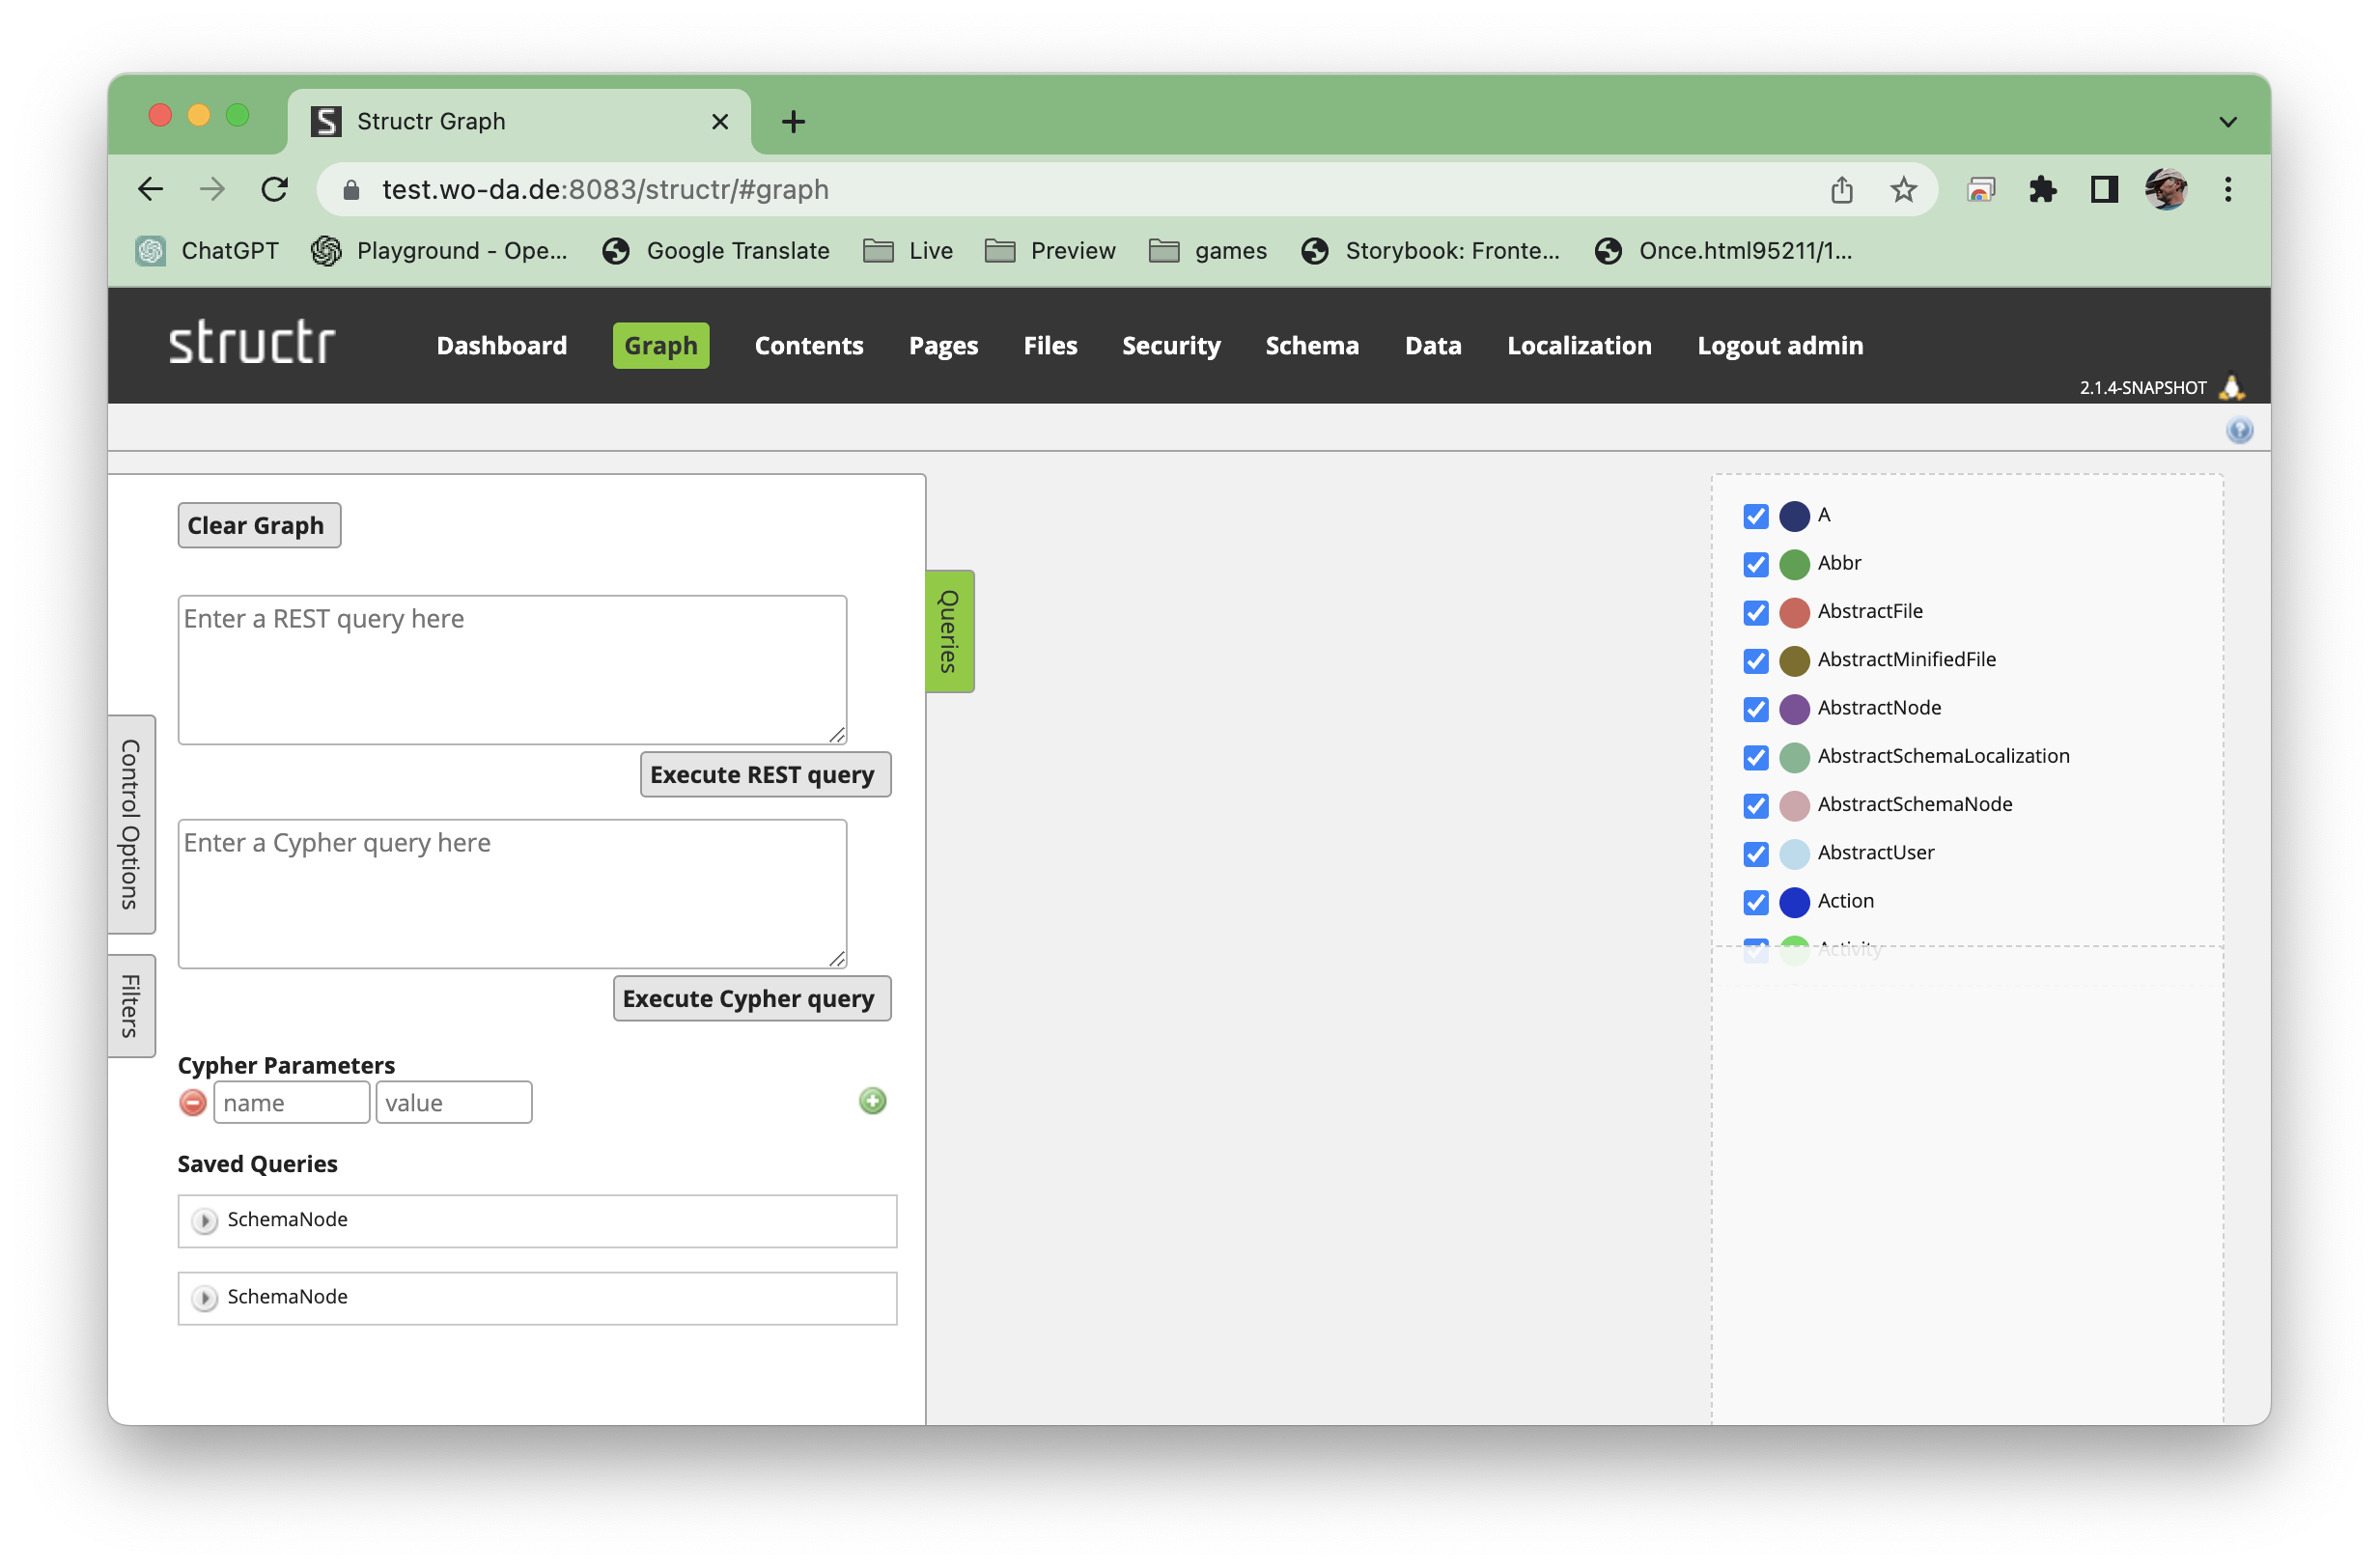 Structr Graph
test.wo-da.de:8083/structr/#graph
ChatGPT Playground - Ope... Google Translate Live Preview games Storybook: Fronte... Once.html95211/1...
structr Dashboard Graph Contents Pages Files Security Schema Data Localization Logout admin
2.1.4-SNAPSHOT
Clear Graph
Enter a REST query here
Execute REST query
Enter a Cypher query here
Execute Cypher query
Cypher Parameters
name value
Saved Queries
SchemaNode
SchemaNode
Control Options
Filters
Queries
A
Abbr
AbstractFile
AbstractMinifiedFile
AbstractNode
AbstractSchemaLocalization
AbstractSchemaNode
AbstractUser
Action
Activity